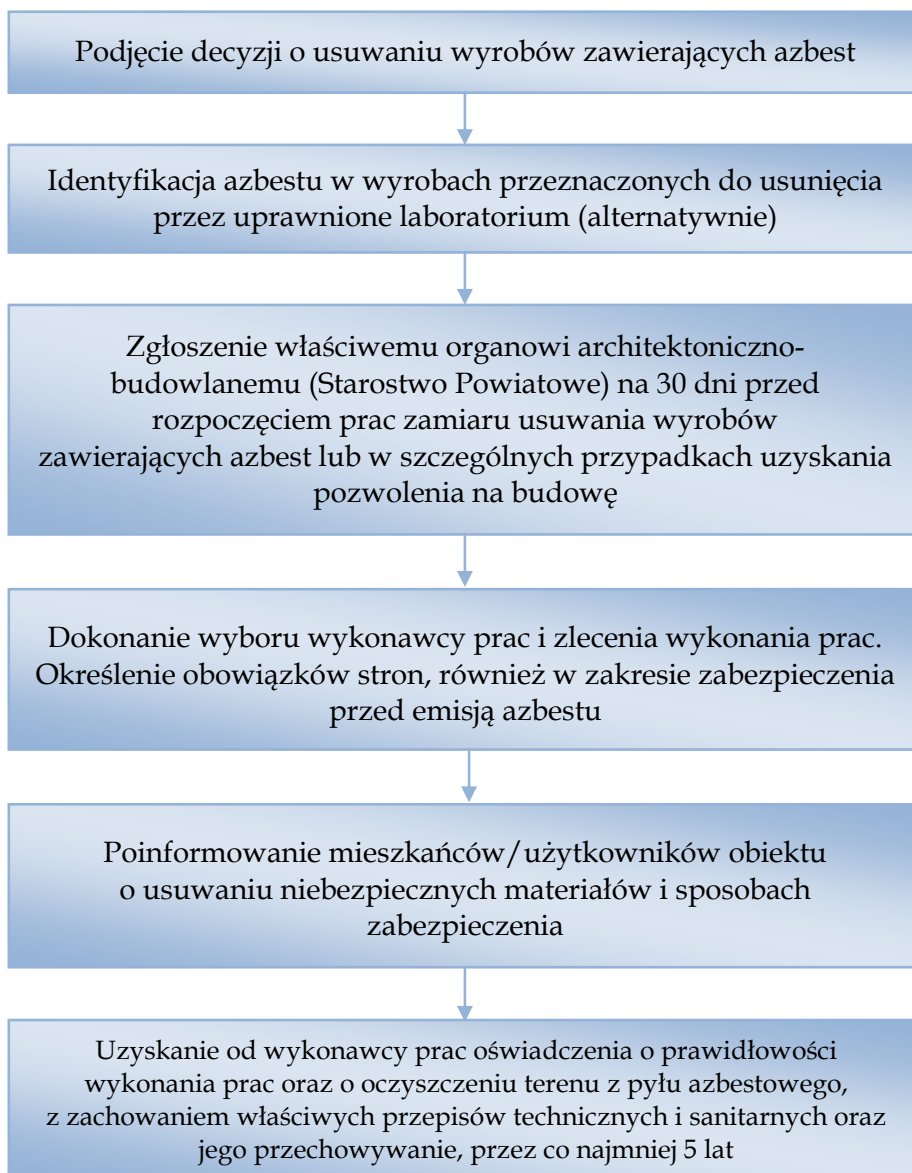 Podjęcie decyzji o usuwaniu wyrobów zawierających azbest
Identyfikacja azbestu w wyrobach przeznaczonych do usunięcia
przez uprawnione laboratorium (alternatywnie)
Zgłoszenie właściwemu organowi architektoniczno-
budowlanemu (Starostwo Powiatowe) na 30 dni przed
rozpoczęciem prac zamiaru usuwania wyrobów
zawierających azbest lub w szczególnych przypadkach uzyskania
pozwolenia na budowę
Dokonanie wyboru wykonawcy prac i zlecenia wykonania prac.
Określenie obowiązków stron, również w zakresie zabezpieczenia
przed emisją azbestu
Poinformowanie mieszkańców/użytkowników obiektu
o usuwaniu niebezpiecznych materiałów i sposobach
zabezpieczenia
Uzyskanie od wykonawcy prac oświadczenia o prawidłowości
wykonania prac oraz o oczyszczeniu terenu z pyłu azbestowego,
z zachowaniem właściwych przepisów technicznych i sanitarnych oraz
jego przechowywanie, przez co najmniej 5 lat